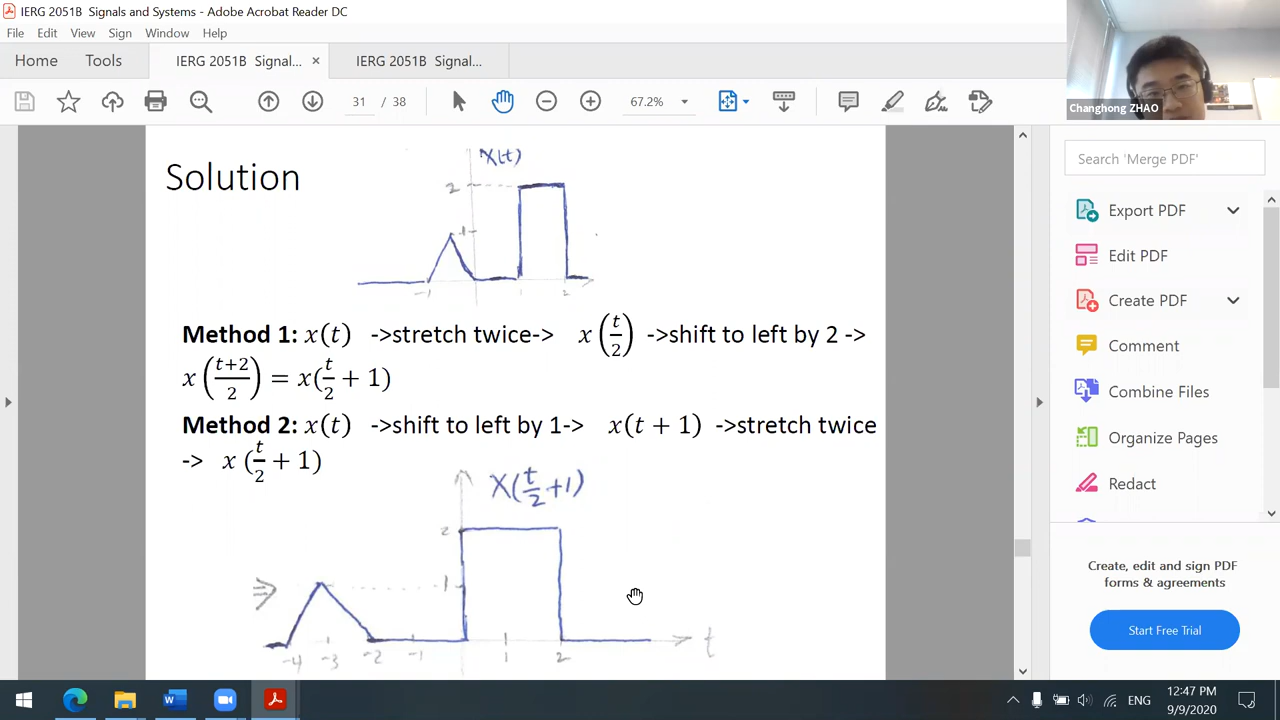 IERG 2051B Signals and Systems - Adobe Acrobat Reader DC
File Edit View Sign Window Help
Home Tools IERG 2051B Signal... × IERG 2051B Signal...
31 / 38 67.2%
Changhong ZHAO
Solution
x(t)
2
1
-1 1 2
Method 1: x(t) ->stretch twice-> x(t/2) ->shift to left by 2 ->
x((t+2)/2) = x(t/2 + 1)
Method 2: x(t) ->shift to left by 1-> x(t + 1) ->stretch twice
-> x (t/2 + 1)
x(t/2+1)
2
⇒ 1
-4 -3 -2 -1 1 2 t
Search 'Merge PDF'
Export PDF
Edit PDF
Create PDF
Comment
Combine Files
Organize Pages
Redact
Create, edit and sign PDF
forms & agreements
Start Free Trial
ENG
12:47 PM
9/9/2020